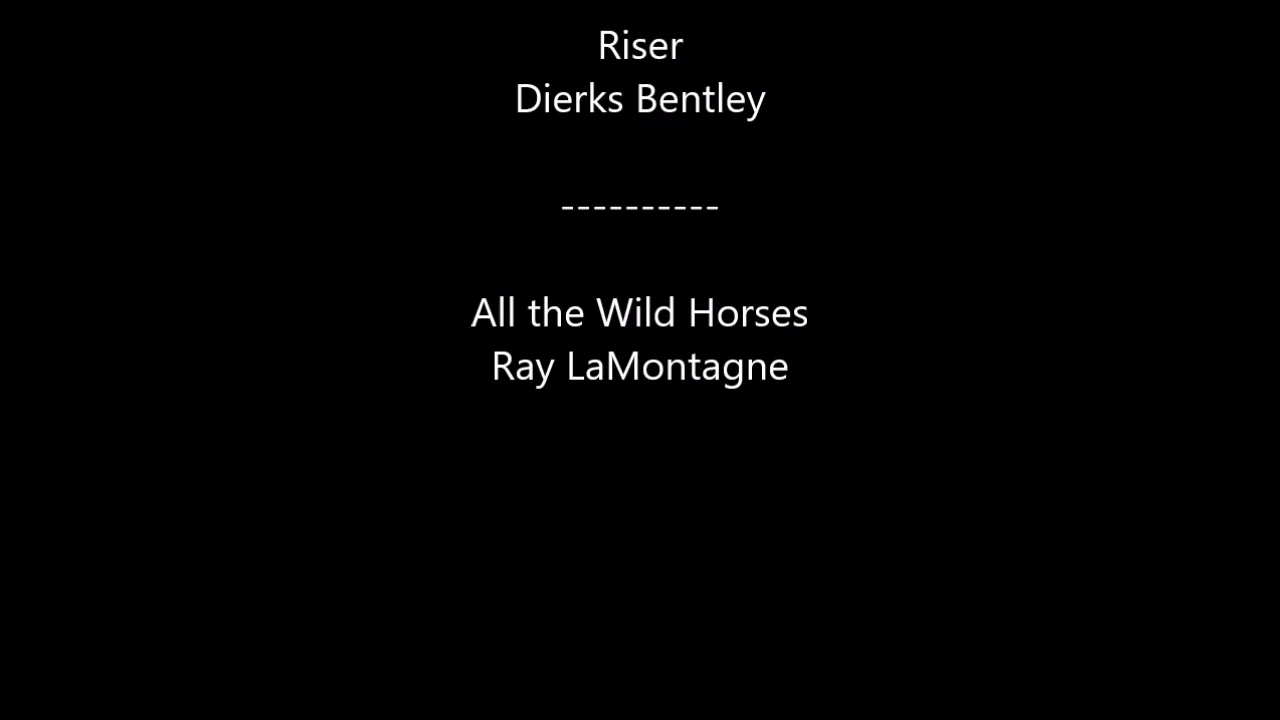 Riser
Dierks Bentley
----------
All the Wild Horses
Ray LaMontagne